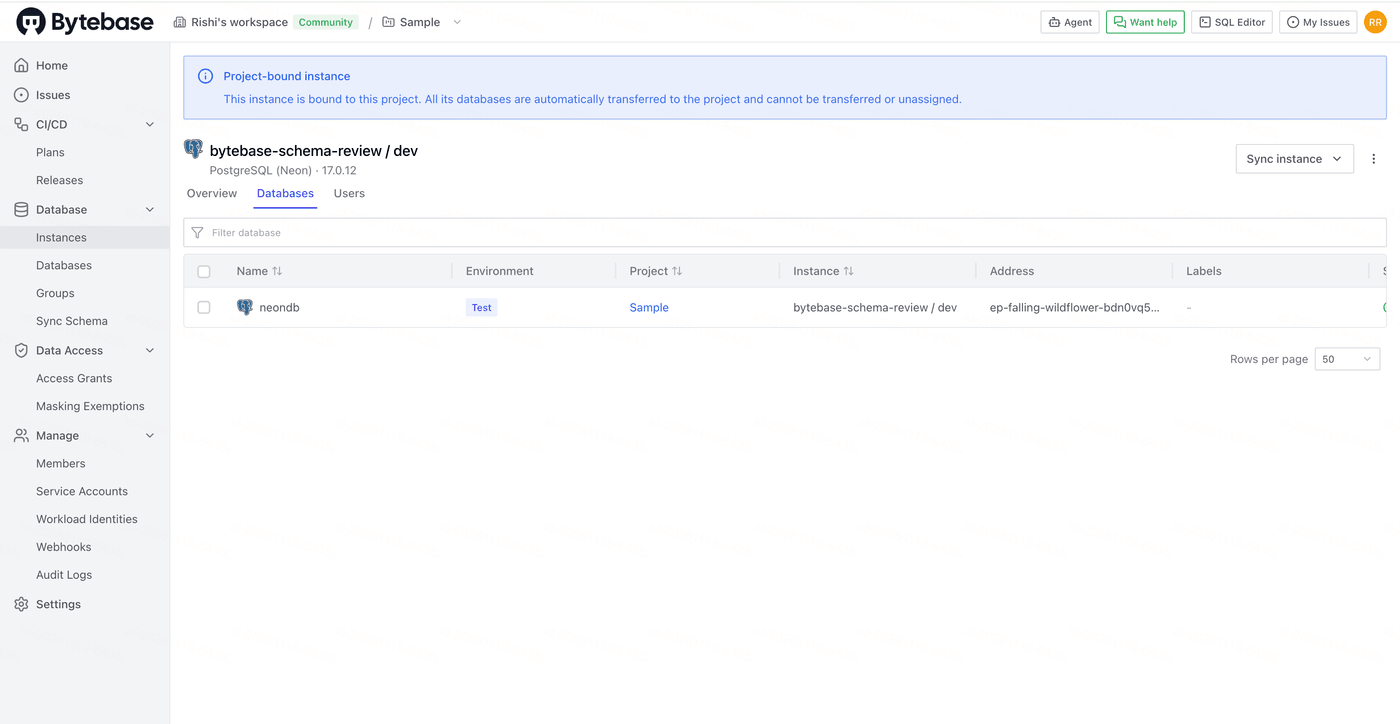 Bytebase Rishi's workspace Community / Sample Agent Want help SQL Editor My Issues RR
Home
Issues
CI/CD
Plans
Releases
Database
Instances
Databases
Groups
Sync Schema
Data Access
Access Grants
Masking Exemptions
Manage
Members
Service Accounts
Workload Identities
Webhooks
Audit Logs
Settings
Project-bound instance
This instance is bound to this project. All its databases are automatically transferred to the project and cannot be transferred or unassigned.
bytebase-schema-review / dev
PostgreSQL (Neon) · 17.0.12
Sync instance
Overview Databases Users
Filter database
Name Environment Project Instance Address Labels
neondb Test Sample bytebase-schema-review / dev ep-falling-wildflower-bdn0vq5... -
Rows per page 50